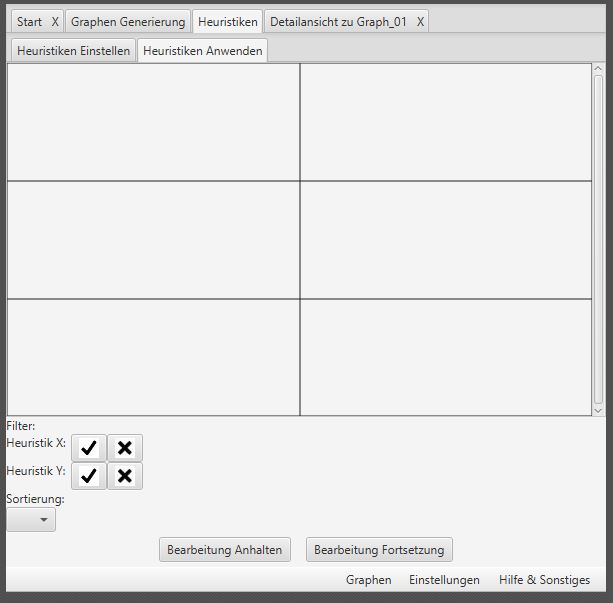 Start X Graphen Generierung Heuristiken Detailansicht zu Graph_01 X
Heuristiken Einstellen Heuristiken Anwenden
Filter:
Heuristik X:
Heuristik Y:
Sortierung:
Bearbeitung Anhalten Bearbeitung Fortsetzung
Graphen Einstellungen Hilfe & Sonstiges